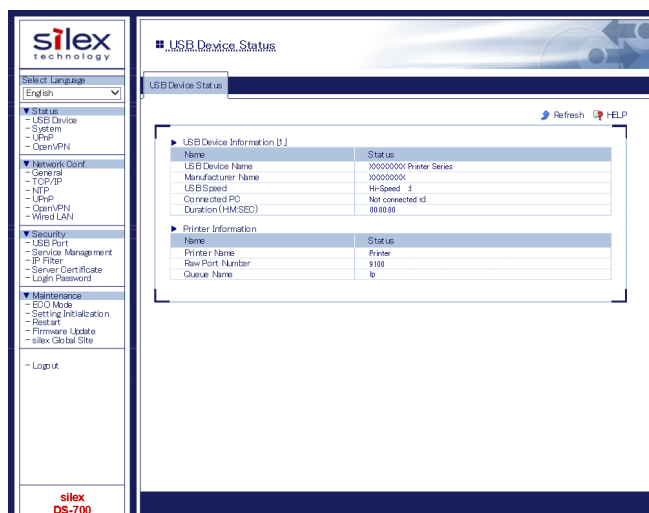 silex
technology
Select Language
English
▼ Status
- USB Device
- System
- UPnP
- OpenVPN
▼ Network Conf.
- General
- TCP/IP
- NTP
- UPnP
- OpenVPN
- Wired LAN
▼ Security
- USB Port
- Service Management
- IP Filter
- Server Certificate
- Login Password
▼ Maintenance
- ECO Mode
- Setting Initialization
- Restart
- Firmware Update
- silex Global Site
- Logout
silex
DS-700
USB Device Status
USB Device Status
Refresh HELP
USB Device Information [1]
Name Status
USB Device Name XXXXXXXX Printer Series
Manufacturer Name XXXXXXXX
USB Speed Hi-Speed
Connected PC Not connected
Duration (H:M:SEC) 00:00:00
Printer Information
Name Status
Printer Name Printer
Raw Port Number 9100
Queue Name lp